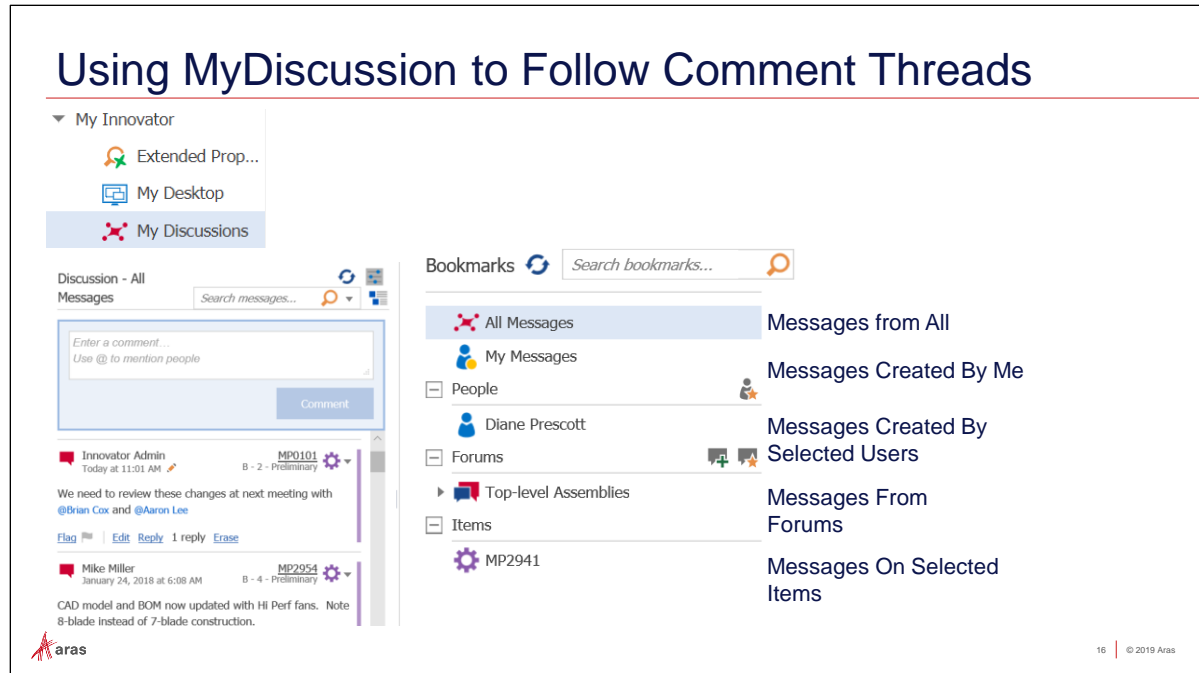 Using MyDiscussion to Follow Comment Threads
My Innovator
Extended Prop...
My Desktop
My Discussions
Discussion - All
Messages
Search messages...
Enter a comment...
Use @ to mention people
Comment
Innovator Admin
Today at 11:01 AM
MP0101
B - 2 - Preliminary
We need to review these changes at next meeting with
@Brian Cox and @Aaron Lee
Flag Edit Reply 1 reply Erase
Mike Miller
January 24, 2018 at 6:08 AM
MP2954
B - 4 - Preliminary
CAD model and BOM now updated with Hi Perf fans. Note
8-blade instead of 7-blade construction.
Bookmarks
Search bookmarks...
All Messages
My Messages
People
Diane Prescott
Forums
Top-level Assemblies
Items
MP2941
Messages from All
Messages Created By Me
Messages Created By
Selected Users
Messages From
Forums
Messages On Selected
Items
aras
16
© 2019 Aras